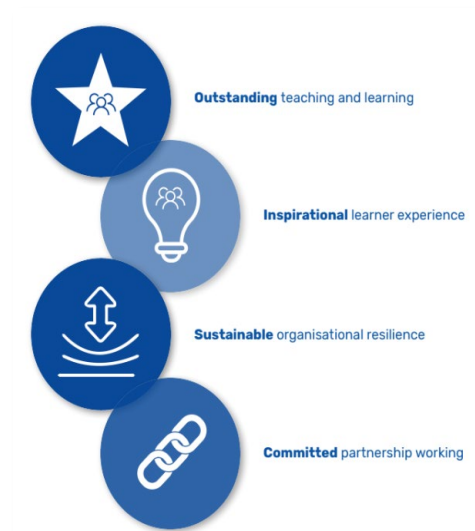 Outstanding teaching and learning
Inspirational learner experience
Sustainable organisational resilience
Committed partnership working